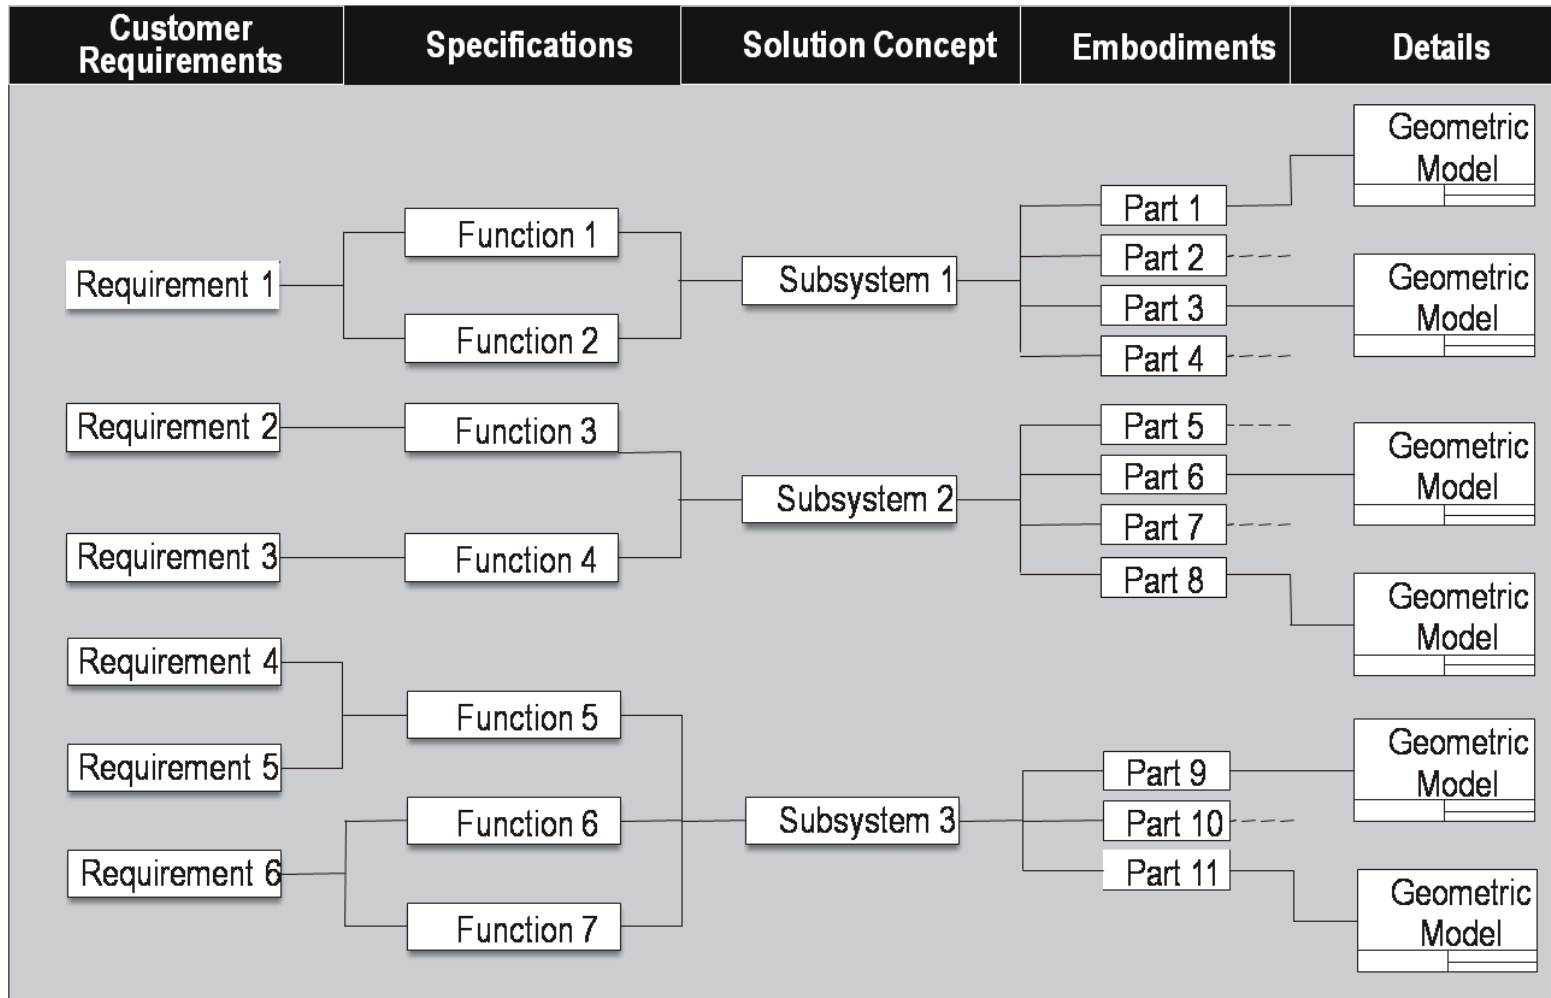 Customer
Requirements
Specifications
Solution Concept
Embodiments
Details
Requirement 1
Requirement 2
Requirement 3
Requirement 4
Requirement 5
Requirement 6
Function 1
Function 2
Function 3
Function 4
Function 5
Function 6
Function 7
Subsystem 1
Subsystem 2
Subsystem 3
Part 1
Part 2
Part 3
Part 4
Part 5
Part 6
Part 7
Part 8
Part 9
Part 10
Part 11
Geometric
Model
Geometric
Model
Geometric
Model
Geometric
Model
Geometric
Model
Geometric
Model